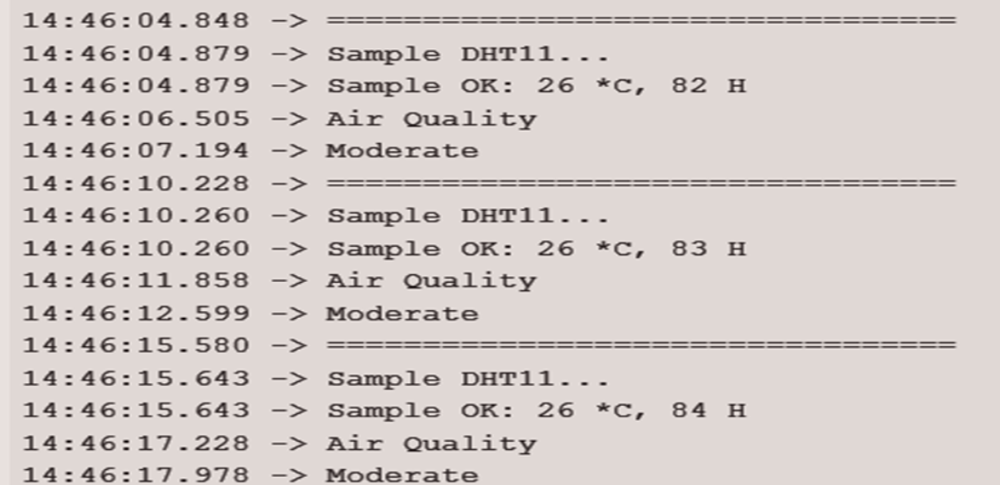 14:46:04.848 -> =================================
14:46:04.879 -> Sample DHT11...
14:46:04.879 -> Sample OK: 26 *C, 82 H
14:46:06.505 -> Air Quality
14:46:07.194 -> Moderate
14:46:10.228 -> =================================
14:46:10.260 -> Sample DHT11...
14:46:10.260 -> Sample OK: 26 *C, 83 H
14:46:11.858 -> Air Quality
14:46:12.599 -> Moderate
14:46:15.580 -> =================================
14:46:15.643 -> Sample DHT11...
14:46:15.643 -> Sample OK: 26 *C, 84 H
14:46:17.228 -> Air Quality
14:46:17.978 -> Moderate